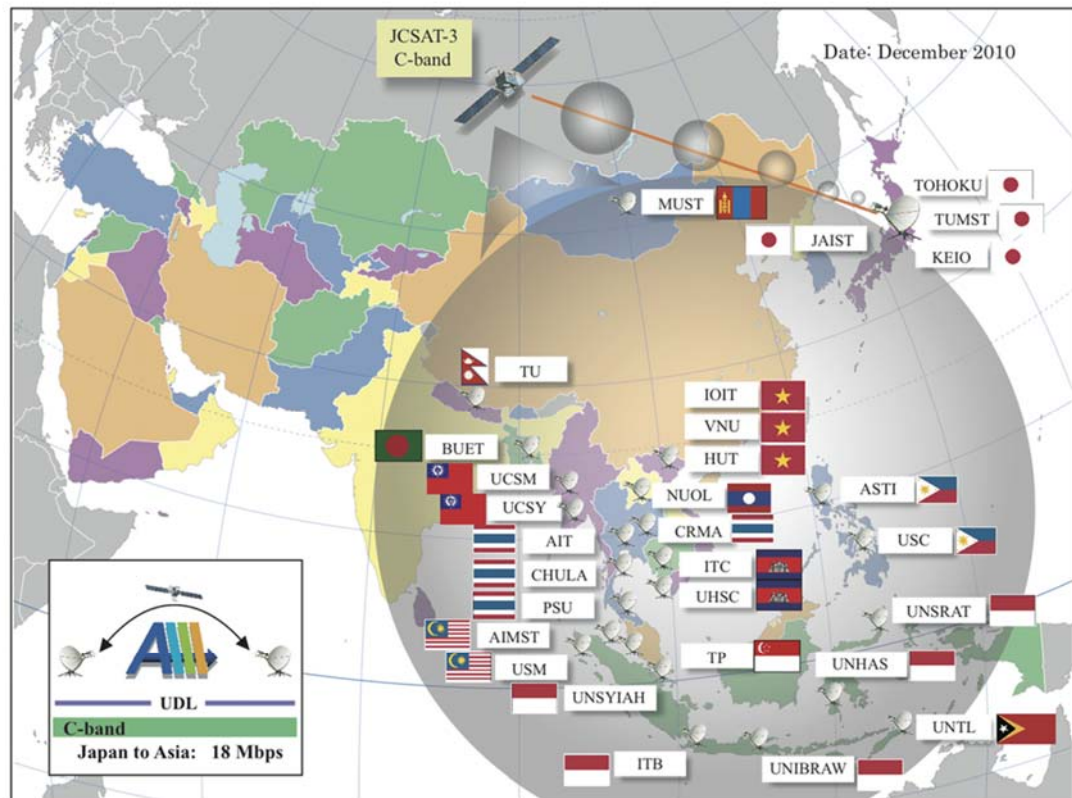 JCSAT-3
C-band
Date: December 2010
TOHOKU
TUMST
KEIO
MUST
JAIST
TU
IOIT
VNU
HUT
BUET
UCSM
UCSY
NUOL
ASTI
AIT
CRMA
USC
CHULA
ITC
PSU
UHSC
UNSRAT
AIMST
USM
TP
UNHAS
UNSYIAH
UNTL
ITB
UNIBRAW
AIII
UDL
C-band
Japan to Asia: 18 Mbps